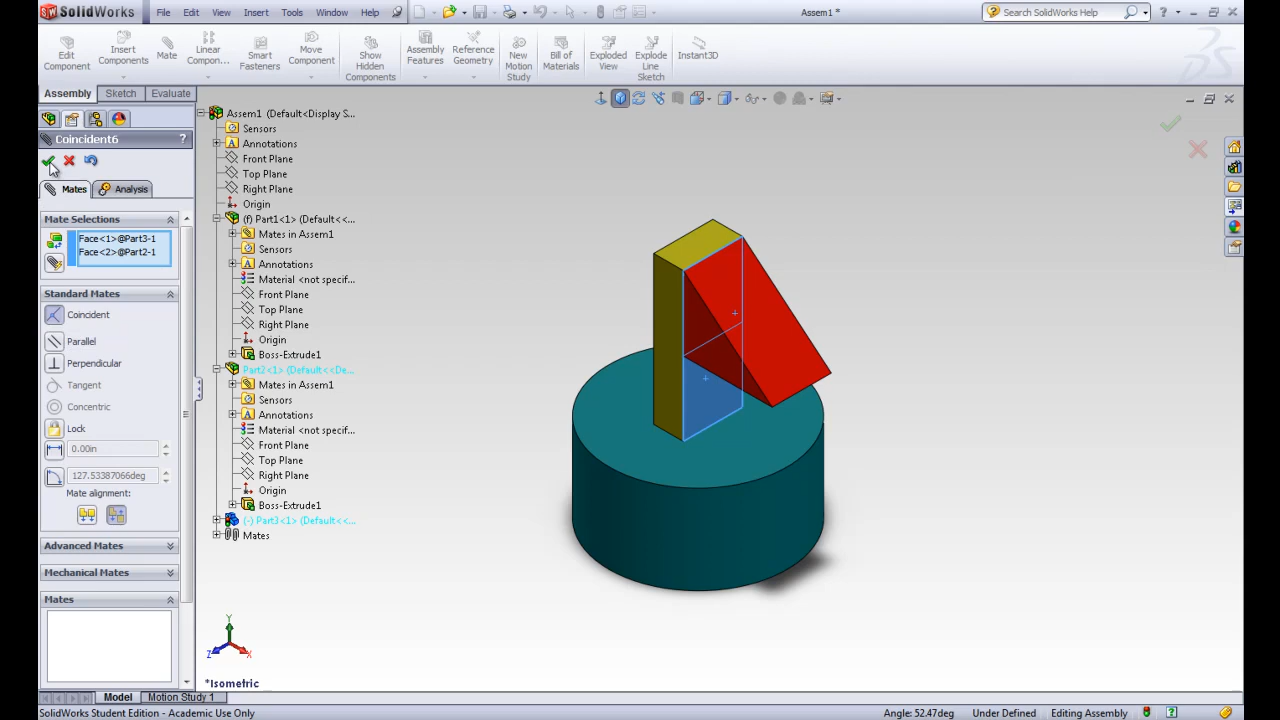 SolidWorks File Edit View Insert Tools Window Help Assem1 * Search SolidWorks Help
Edit Component
Insert Components
Mate
Linear Compon...
Smart Fasteners
Move Component
Show Hidden Components
Assembly Features
Reference Geometry
New Motion Study
Bill of Materials
Exploded View
Explode Line Sketch
Instant3D
Assembly Sketch Evaluate
Coincident6 ?
Mates Analysis
Mate Selections
Face<1>@Part3-1
Face<2>@Part2-1
Standard Mates
Coincident
Parallel
Perpendicular
Tangent
Concentric
Lock
0.00in
127.53387066deg
Mate alignment:
Advanced Mates
Mechanical Mates
Mates
Assem1 (Default<Display S...
Sensors
Annotations
Front Plane
Top Plane
Right Plane
Origin
(f) Part1<1> (Default<<...
Mates in Assem1
Sensors
Annotations
Material <not specif...
Front Plane
Top Plane
Right Plane
Origin
Boss-Extrude1
Part2<1> (Default<<De...
Mates in Assem1
Sensors
Annotations
Material <not specif...
Front Plane
Top Plane
Right Plane
Origin
Boss-Extrude1
(-) Part3<1> (Default<<...
Mates
Y
Z
X
*Isometric
Model Motion Study 1
SolidWorks Student Edition - Academic Use Only Angle: 52.47deg Under Defined Editing Assembly